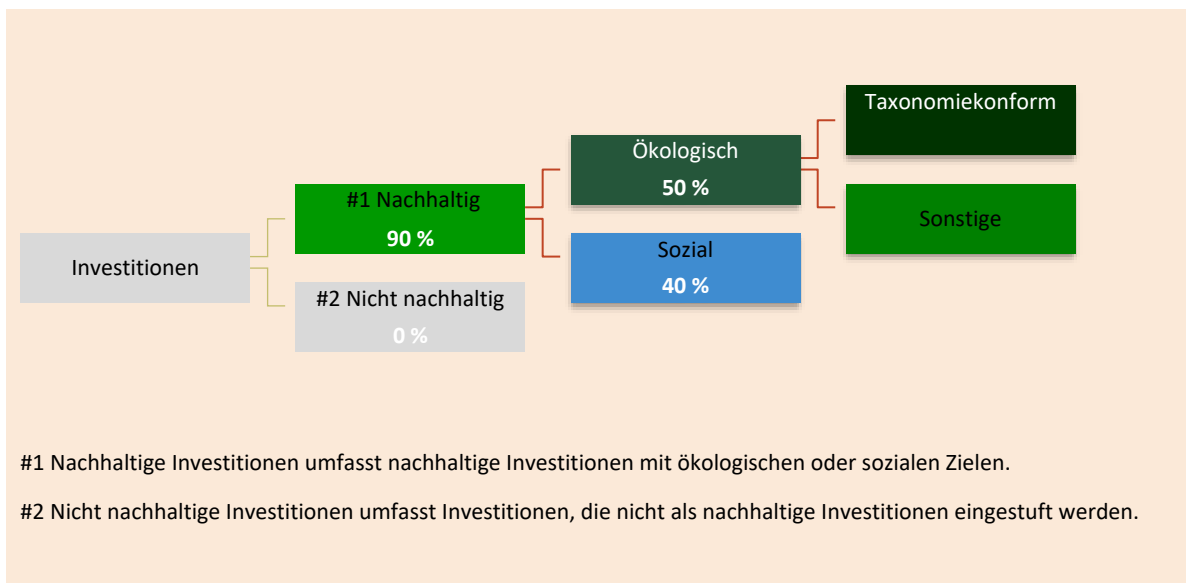 Investitionen
#1 Nachhaltig
90 %
#2 Nicht nachhaltig
0 %
Ökologisch
50 %
Sozial
40 %
Taxonomiekonform
Sonstige
#1 Nachhaltige Investitionen umfasst nachhaltige Investitionen mit ökologischen oder sozialen Zielen.
#2 Nicht nachhaltige Investitionen umfasst Investitionen, die nicht als nachhaltige Investitionen eingestuft werden.